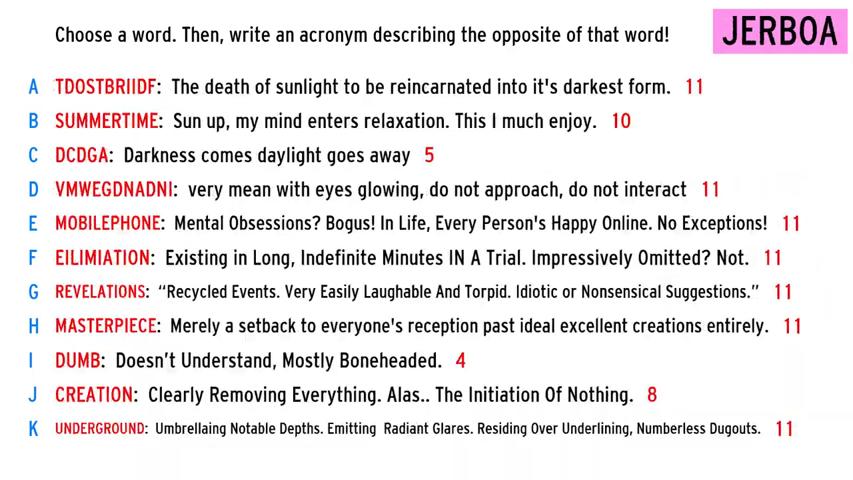 Choose a word. Then, write an acronym describing the opposite of that word!
JERBOA
A TDOSTBRIIDF: The death of sunlight to be reincarnated into it's darkest form. 11
B SUMMERTIME: Sun up, my mind enters relaxation. This I much enjoy. 10
C DCDGA: Darkness comes daylight goes away 5
D VMWEGDNADNI: very mean with eyes glowing, do not approach, do not interact 11
E MOBILEPHONE: Mental Obsessions? Bogus! In Life, Every Person's Happy Online. No Exceptions! 11
F EILIMIATION: Existing in Long, Indefinite Minutes IN A Trial. Impressively Omitted? Not. 11
G REVELATIONS: “Recycled Events. Very Easily Laughable And Torpid. Idiotic or Nonsensical Suggestions.” 11
H MASTERPIECE: Merely a setback to everyone's reception past ideal excellent creations entirely. 11
I DUMB: Doesn’t Understand, Mostly Boneheaded. 4
J CREATION: Clearly Removing Everything. Alas.. The Initiation Of Nothing. 8
K UNDERGROUND: Umbrellaing Notable Depths. Emitting Radiant Glares. Residing Over Underlining, Numberless Dugouts. 11